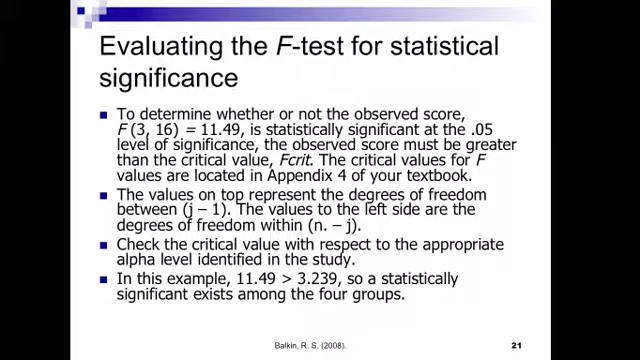 Evaluating the F-test for statistical
significance
To determine whether or not the observed score,
F (3, 16) = 11.49, is statistically significant at the .05
level of significance, the observed score must be greater
than the critical value, Fcrit. The critical values for F
values are located in Appendix 4 of your textbook.
The values on top represent the degrees of freedom
between (j – 1). The values to the left side are the
degrees of freedom within (n. – j).
Check the critical value with respect to the appropriate
alpha level identified in the study.
In this example, 11.49 > 3.239, so a statistically
significant exists among the four groups.
Balkin, R. S. (2008).
21